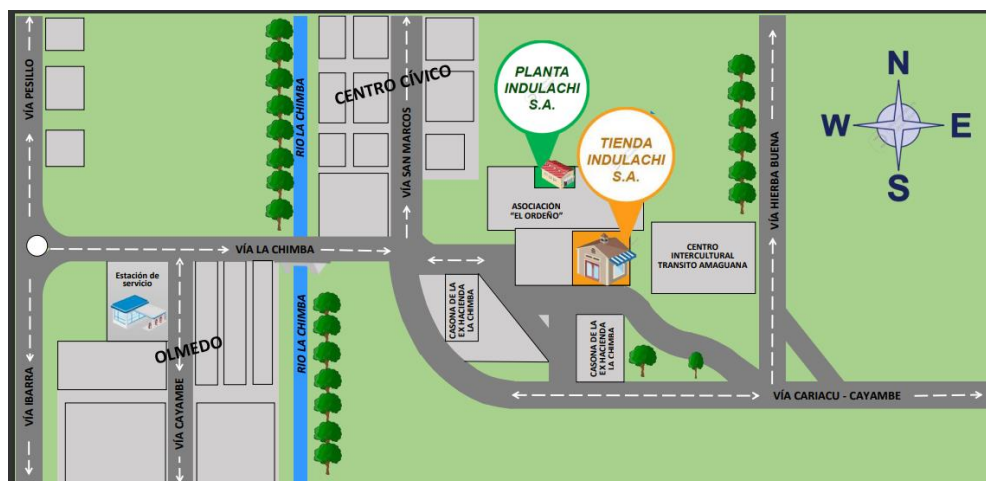 VÍA PESILLO
RIO LA CHIMBA
CENTRO CÍVICO
VÍA SAN MARCOS
PLANTA
INDULACHI
S.A.
TIENDA
INDULACHI
S.A.
VÍA HIERBA BUENA
N
W
E
S
ASOCIACIÓN
"EL ORDEÑO"
VÍA LA CHIMBA
CENTRO
INTERCULTURAL
TRANSITO AMAGUANA
Estación de
servicio
OLMEDO
RIO LA CHIMBA
CASONA DE LA
EX HACIENDA
LA CHIMBA
CASONA DE LA
EX HACIENDA
LA CHIMBA
VÍA IBARRA
VÍA CAYAMBE
VÍA CARIACU - CAYAMBE